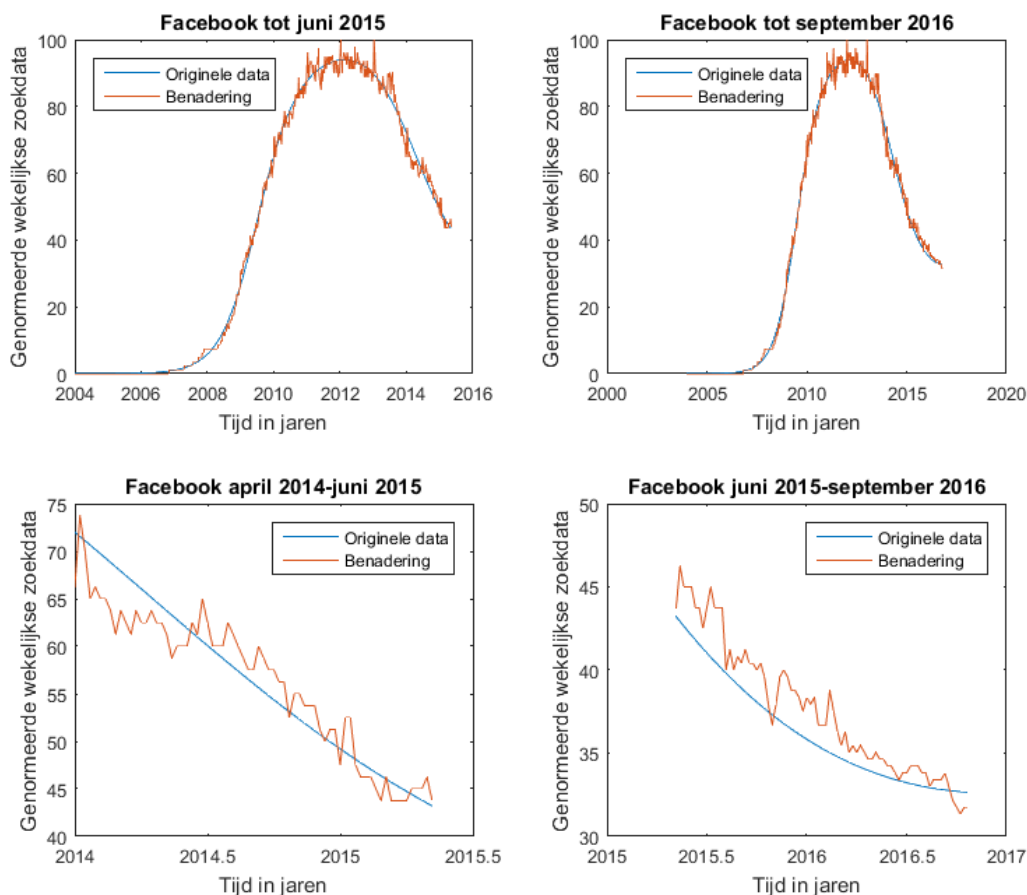 Facebook tot juni 2015
Genormeerde wekelijkse zoekdata
100
80
60
40
20
0
Originele data
Benadering
2004
2006
2008
2010
2012
2014
2016
Tijd in jaren
Facebook tot september 2016
Genormeerde wekelijkse zoekdata
100
80
60
40
20
0
Originele data
Benadering
2000
2005
2010
2015
2020
Tijd in jaren
Facebook april 2014-juni 2015
Genormeerde wekelijkse zoekdata
75
70
65
60
55
50
45
40
Originele data
Benadering
2014
2014.5
2015
2015.5
Tijd in jaren
Facebook juni 2015-september 2016
Genormeerde wekelijkse zoekdata
50
45
40
35
30
Originele data
Benadering
2015
2015.5
2016
2016.5
2017
Tijd in jaren